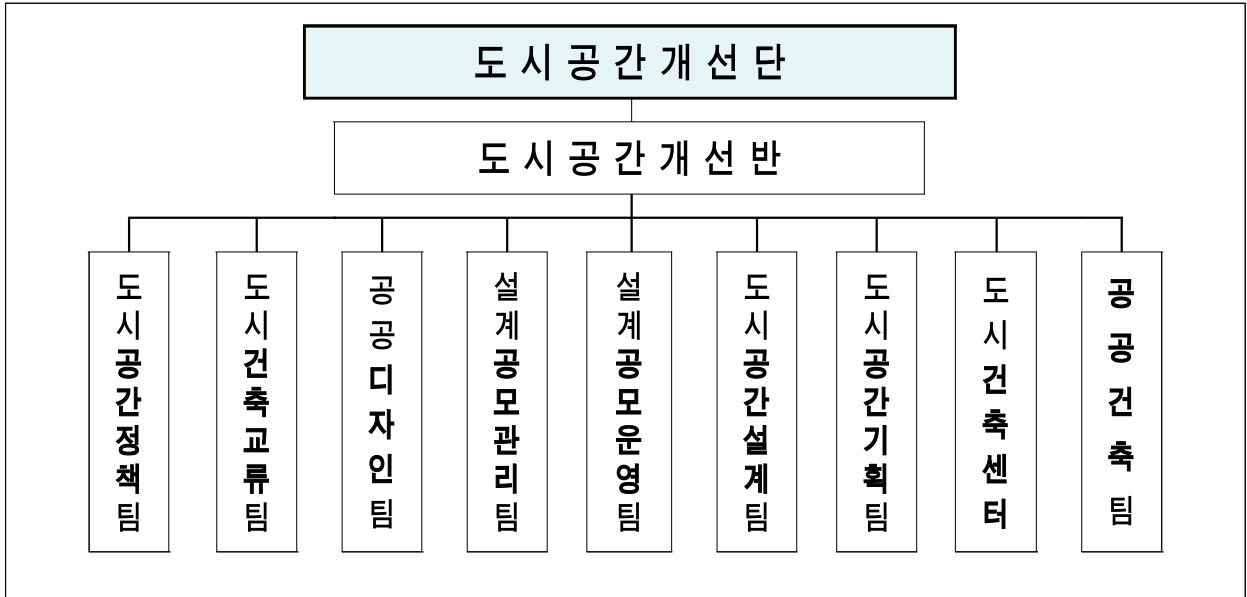 도시공간개선단
도시공간개선반
도시공간정책팀
도시건축교류팀
공공디자인팀
설계공모관리팀
설계공모운영팀
도시공간설계팀
도시공간기획팀
도시건축센터
공공건축팀